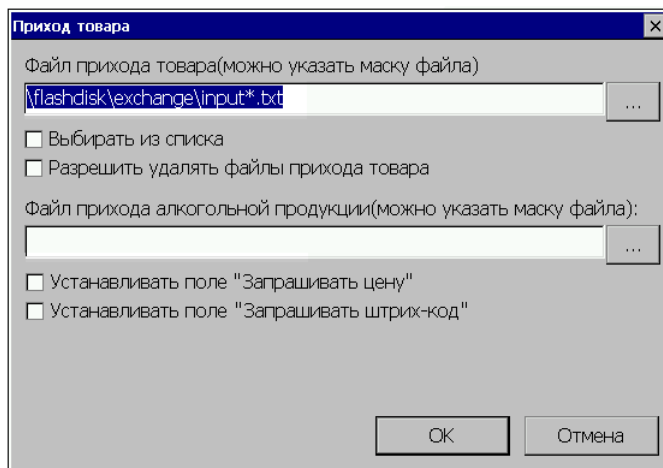 Приход товара
Файл прихода товара(можно указать маску файла)
\flashdisk\exchange\input*.txt
...
Выбирать из списка
Разрешить удалять файлы прихода товара
Файл прихода алкогольной продукции(можно указать маску файла):
...
Устанавливать поле "Запрашивать цену"
Устанавливать поле "Запрашивать штрих-код"
OK
Отмена